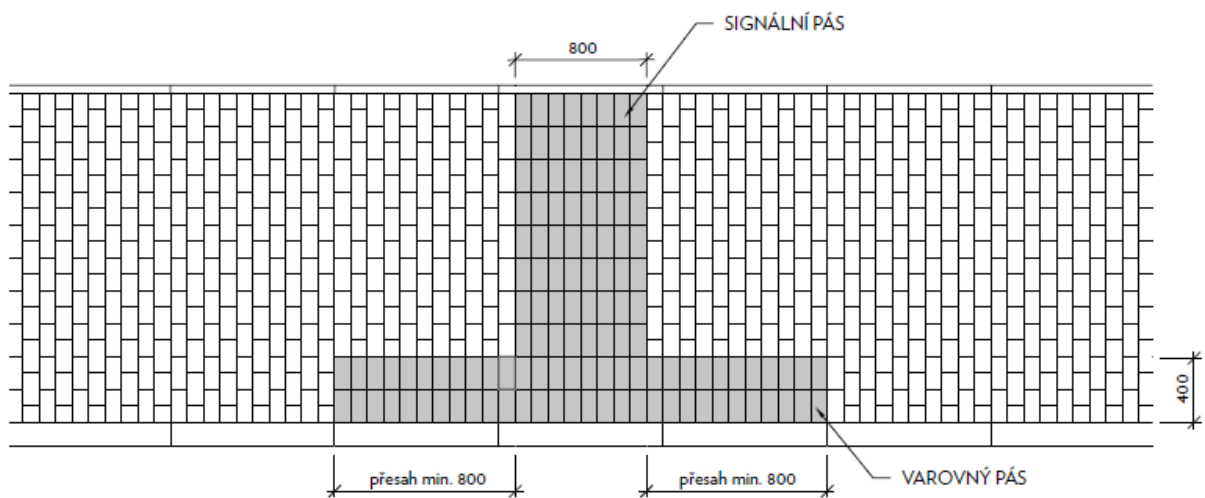 SIGNÁLNÍ PÁS
800
400
přesah min. 800
přesah min. 800
VAROVNÝ PÁS